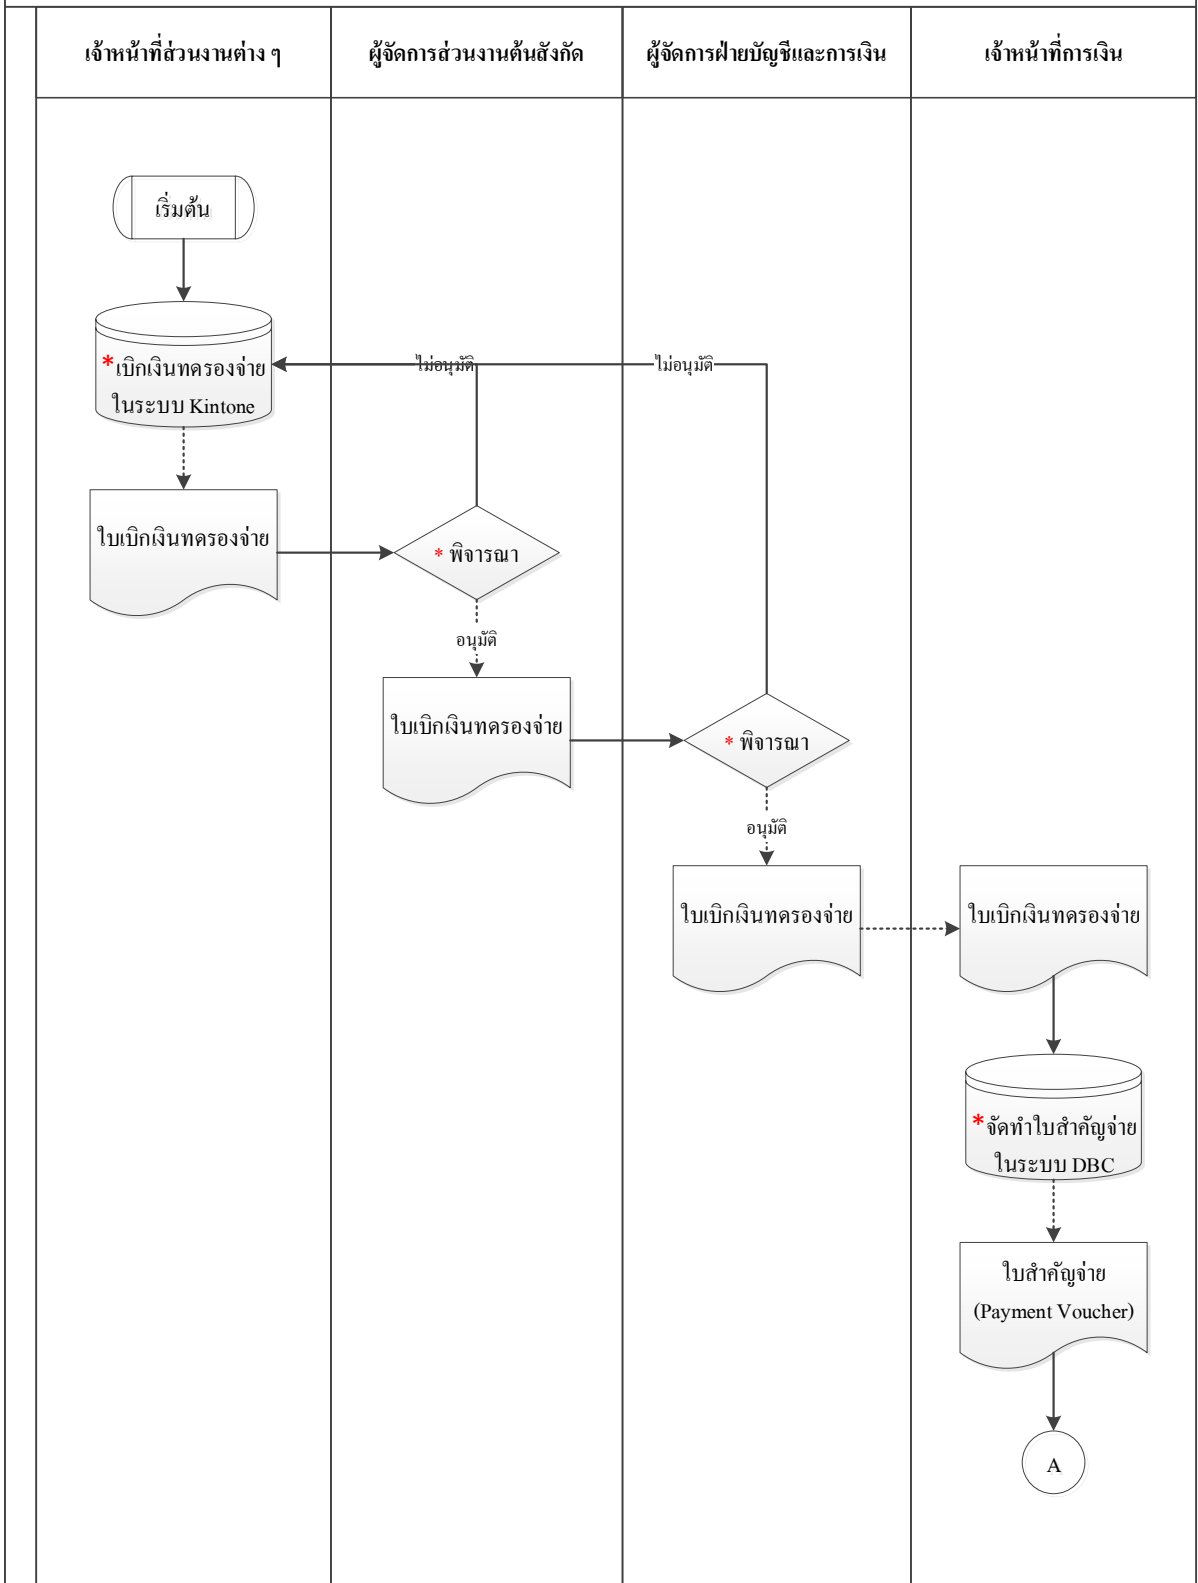 เจ้าหน้าที่ส่วนงานต่าง ๆ
ผู้จัดการส่วนงานต้นสังกัด
ผู้จัดการฝ่ายบัญชีและการเงิน
เจ้าหน้าที่การเงิน
เริ่มต้น
*เบิกเงินทดรองจ่าย
ในระบบ Kintone
ไม่อนุมัติ
ไม่อนุมัติ
ใบเบิกเงินทดรองจ่าย
* พิจารณา
อนุมัติ
ใบเบิกเงินทดรองจ่าย
* พิจารณา
อนุมัติ
ใบเบิกเงินทดรองจ่าย
ใบเบิกเงินทดรองจ่าย
*จัดทำใบสำคัญจ่าย
ในระบบ DBC
ใบสำคัญจ่าย
(Payment Voucher)
A